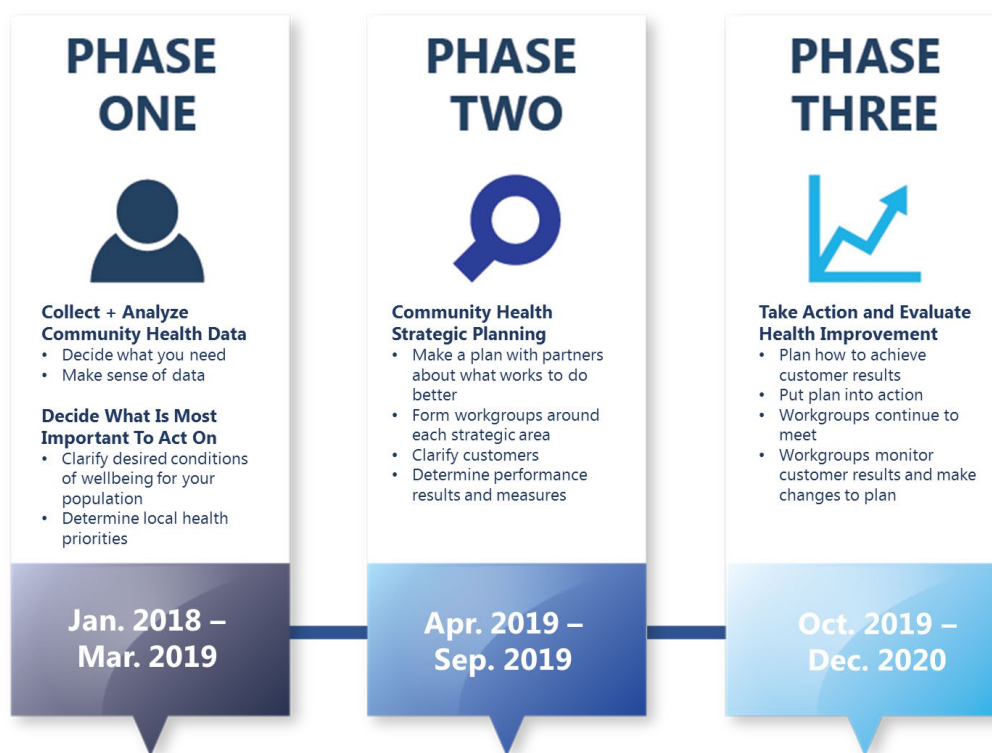 PHASE
ONE
Collect + Analyze
Community Health Data
• Decide what you need
• Make sense of data
Decide What Is Most
Important To Act On
• Clarify desired conditions
of wellbeing for your
population
• Determine local health
priorities
Jan. 2018 –
Mar. 2019
PHASE
TWO
Community Health
Strategic Planning
• Make a plan with partners
about what works to do
better
• Form workgroups around
each strategic area
• Clarify customers
• Determine performance
results and measures
Apr. 2019 –
Sep. 2019
PHASE
THREE
Take Action and Evaluate
Health Improvement
• Plan how to achieve
customer results
• Put plan into action
• Workgroups continue to
meet
• Workgroups monitor
customer results and make
changes to plan
Oct. 2019 –
Dec. 2020